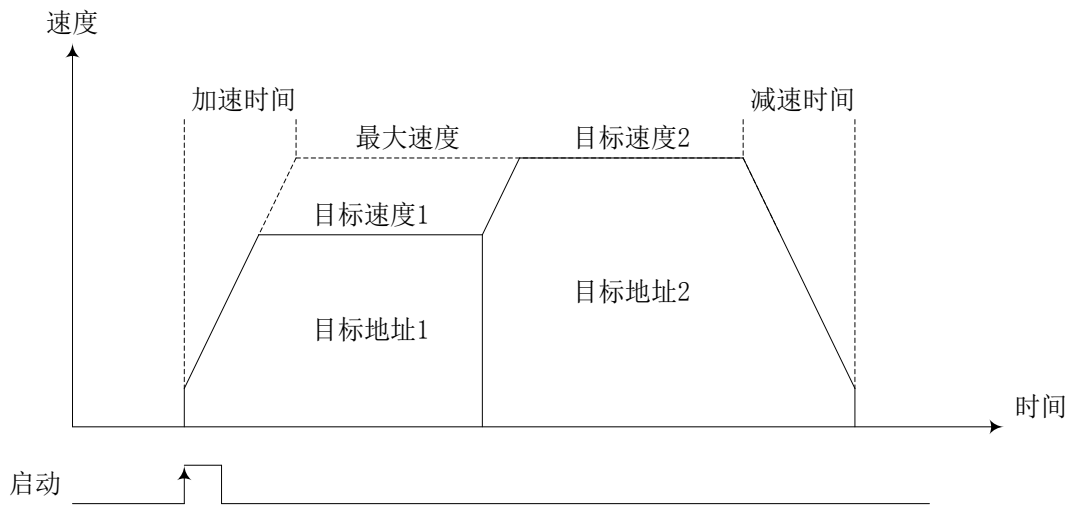 速度
加速时间
减速时间
最大速度
目标速度2
目标速度1
目标地址2
目标地址1
时间
启动